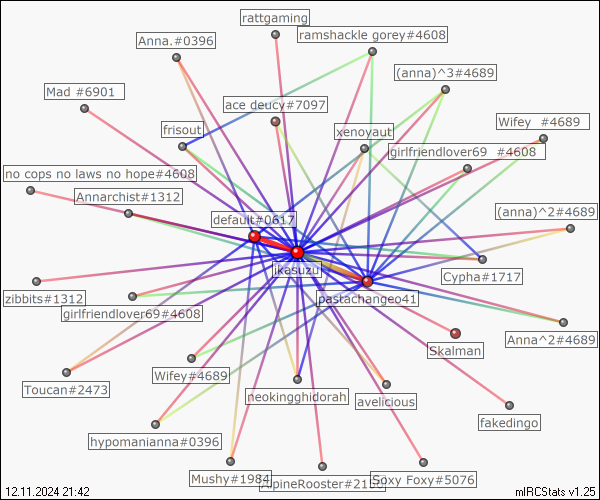 rattgaming
ramshackle gorey#4608
Anna.#0396
(anna)^3#4689
Mad #6901
ace deucy#7097
Wifey #4689
frisout
xenoyaut
girlfriendlover69 #4608
no cops no laws no hope#4608
Annarchist#1312
default#0617
(anna)^2#4689
ikasuzu
Cypha#1717
pastachangeo41
zibbits#1312
girlfriendlover69#4608
Anna^2#4689
Skalman
Wifey#4689
Toucan#2473
neokingghidorah
avelicious
fakedingo
hypomanianna#0396
Mushy#1984
Soxy Foxy#5076
12.11.2024 21:42
mIRCStats v1.25